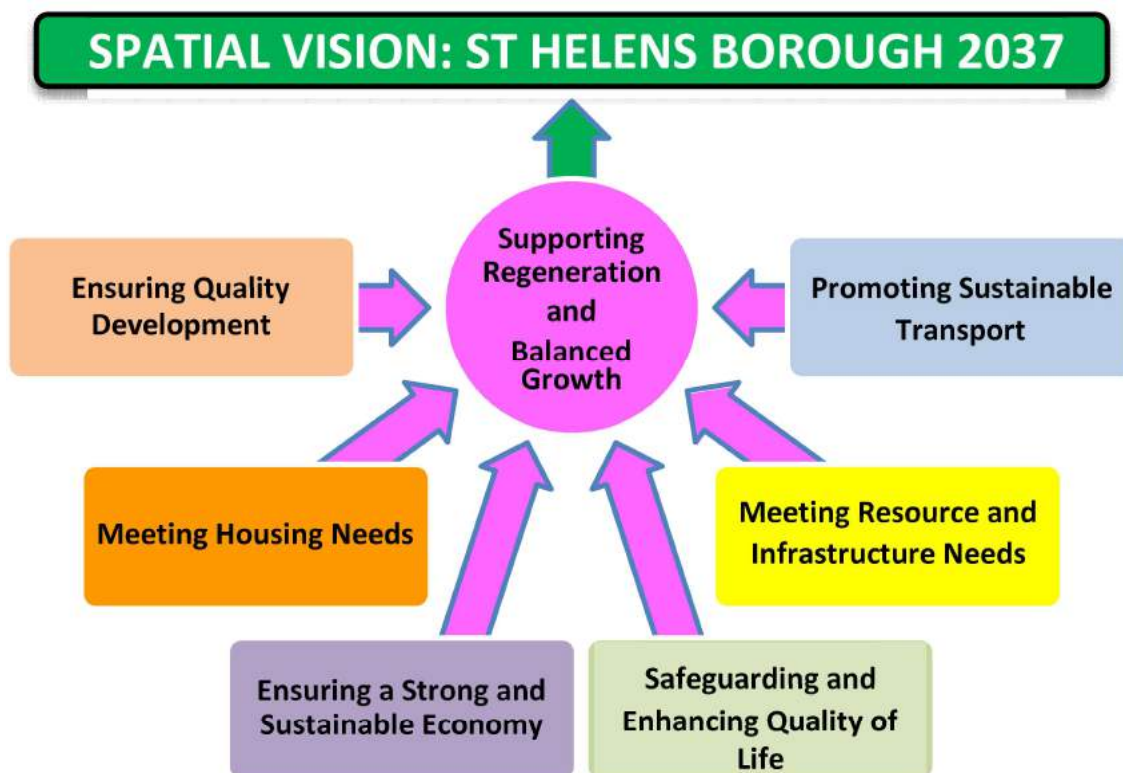 SPATIAL VISION: ST HELENS BOROUGH 2037
Supporting
Regeneration
and
Balanced
Growth
Ensuring Quality
Development
Promoting Sustainable
Transport
Meeting Housing Needs
Meeting Resource and
Infrastructure Needs
Ensuring a Strong and
Sustainable Economy
Safeguarding and
Enhancing Quality of
Life